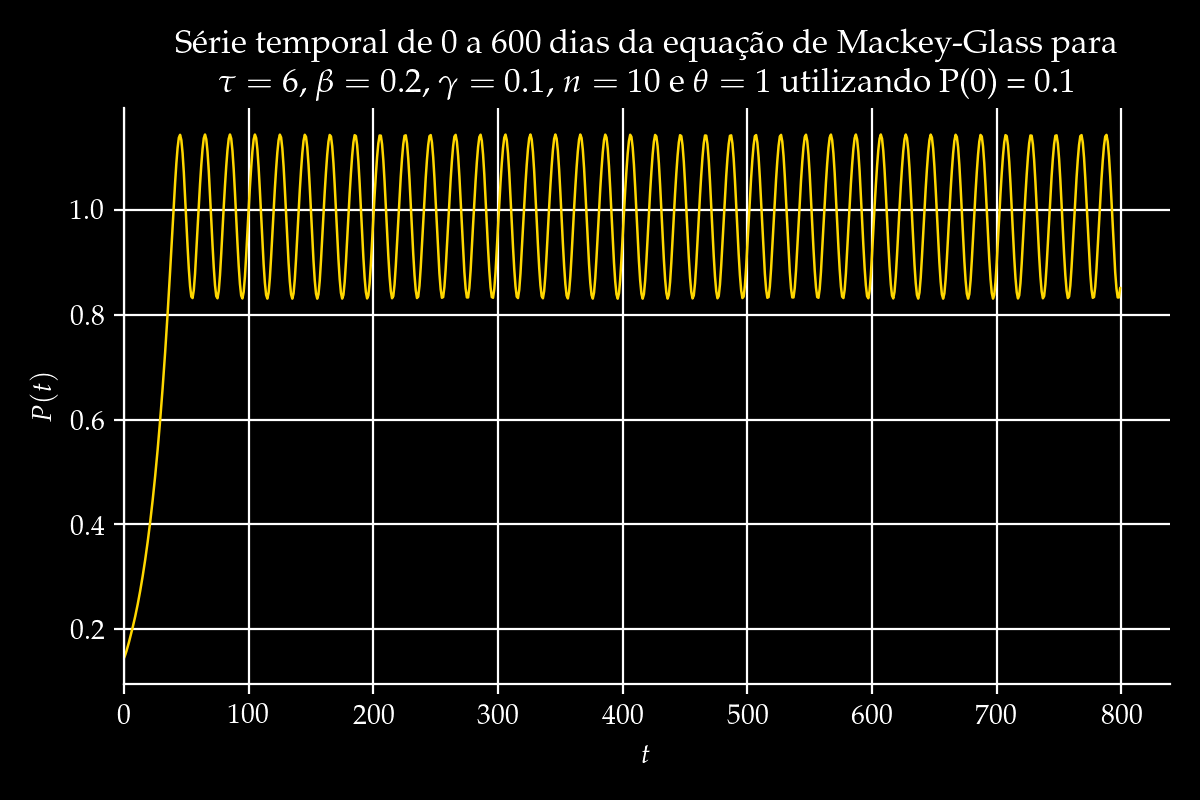 Série temporal de 0 a 600 dias da equação de Mackey-Glass para
τ = 6, β = 0.2, γ = 0.1, n = 10 e θ = 1 utilizando P(0) = 0.1
1.0
0.8
0.6
0.4
0.2
P(t)
0 100 200 300 400 500 600 700 800
t